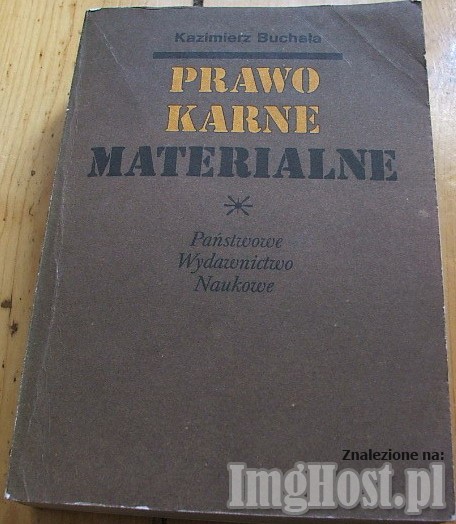 Kazimierz Buchała
PRAWO
KARNE
MATERIALNE
Państwowe
Wydawnictwo
Naukowe
Znalezione na:
ImgHost.pl